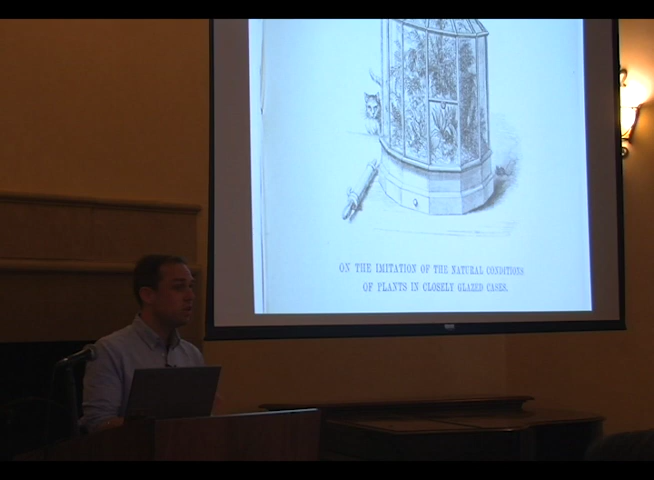 ON THE IMITATION OF THE NATURAL CONDITIONS
OF PLANTS IN CLOSELY GLAZED CASES.